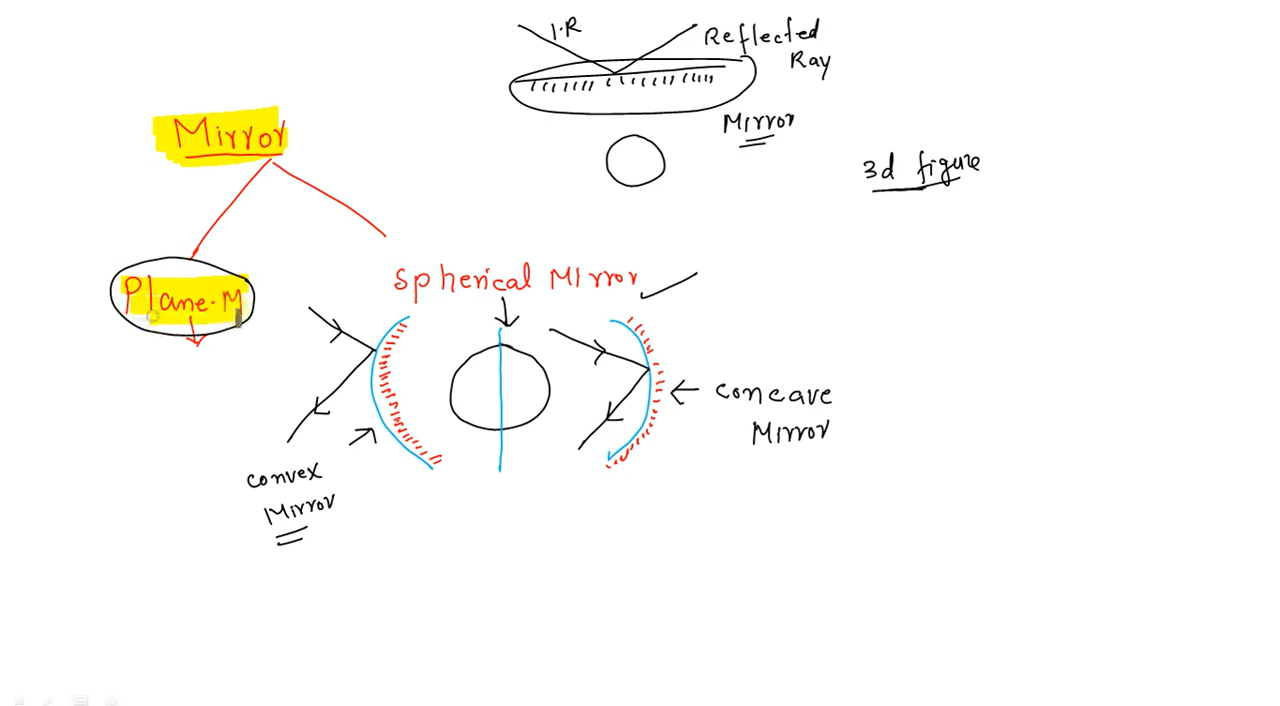 I.R
Reflected
Ray
Mirror
Mirror
3d figure
Plane-M
Spherical Mirror
concave
Mirror
convex
Mirror